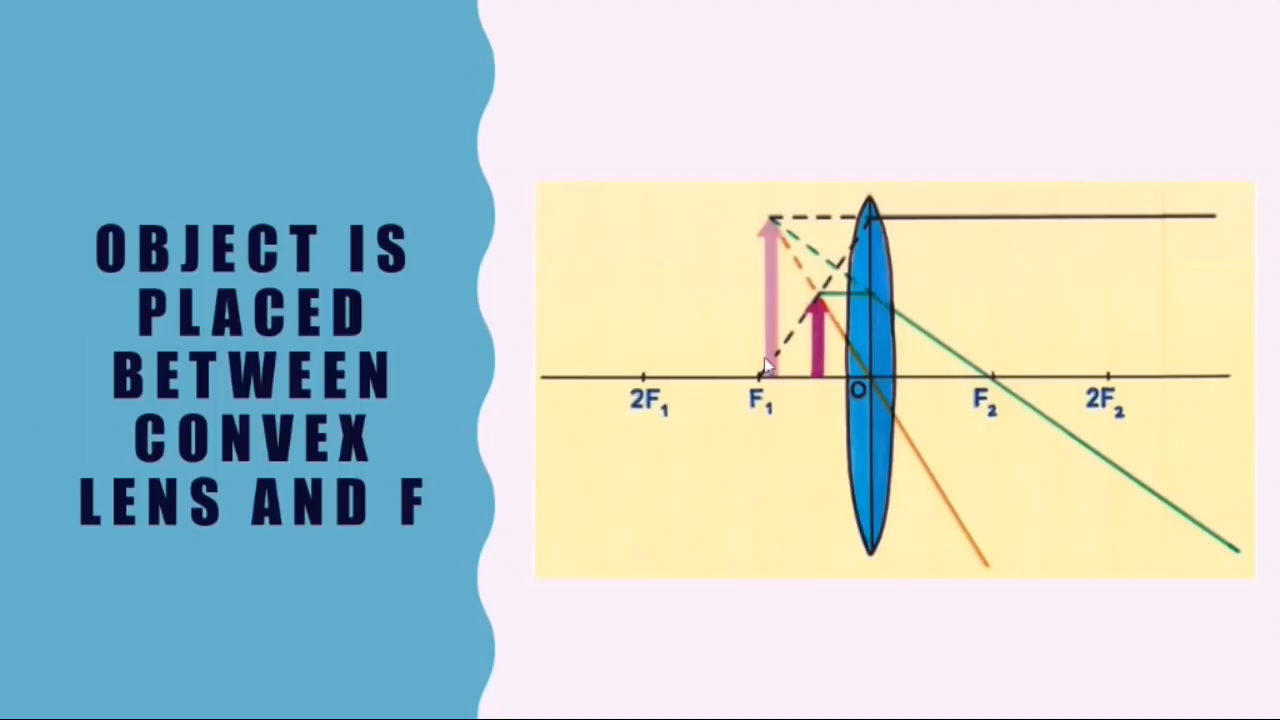 OBJECT IS
PLACED
BETWEEN
CONVEX
LENS AND F
2F₁ F₁ O F₂ 2F₂